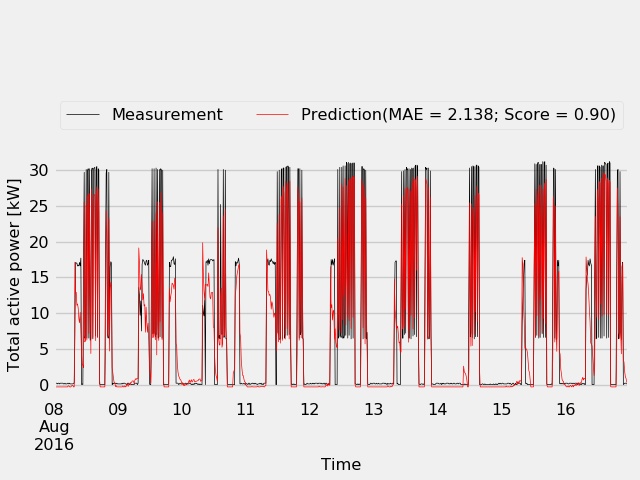 Measurement
Prediction(MAE = 2.138; Score = 0.90)
Total active power [kW]
30
25
20
15
10
5
0
08 09 10 11 12 13 14 15 16
Aug
2016
Time